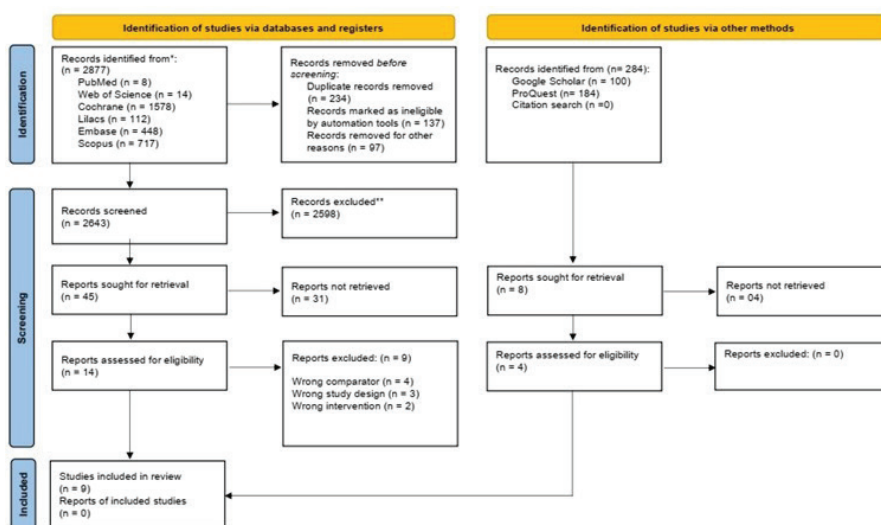 Identification of studies via databases and registers
Identification of studies via other methods
Identification
Records identified from*:
(n = 2877)
PubMed (n = 8)
Web of Science (n = 14)
Cochrane (n = 1578)
Lilacs (n = 112)
Embase (n = 448)
Scopus (n = 717)
Records removed before
screening:
Duplicate records removed
(n = 234)
Records marked as ineligible
by automation tools (n = 137)
Records removed for other
reasons (n = 97)
Records identified from (n= 284):
Google Scholar (n = 100)
ProQuest (n= 184)
Citation search (n =0)
Screening
Records screened
(n = 2643)
Records excluded**
(n = 2598)
Reports sought for retrieval
(n = 45)
Reports not retrieved
(n = 31)
Reports sought for retrieval
(n = 8)
Reports not retrieved
(n = 04)
Reports assessed for eligibility
(n = 14)
Reports excluded: (n = 9)
Wrong comparator (n = 4)
Wrong study design (n = 3)
Wrong intervention (n = 2)
Reports assessed for eligibility
(n = 4)
Reports excluded: (n = 0)
Included
Studies included in review
(n = 9)
Reports of included studies
(n = 0)